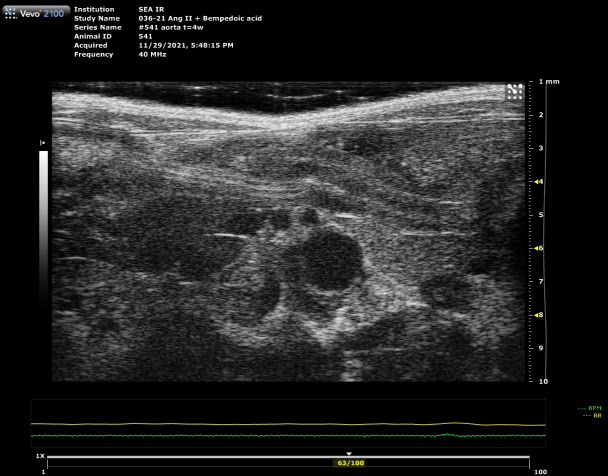 Vevo 2100
Institution SEA IR
Study Name 036-21 Ang II + Bempedoic acid
Series Name #541 aorta t=4w
Animal ID 541
Acquired 11/29/2021, 5:48:15 PM
Frequency 40 MHz
1 mm
2
3
4
5
6
7
8
9
10
BPM
RR
1X
63/100
1 100